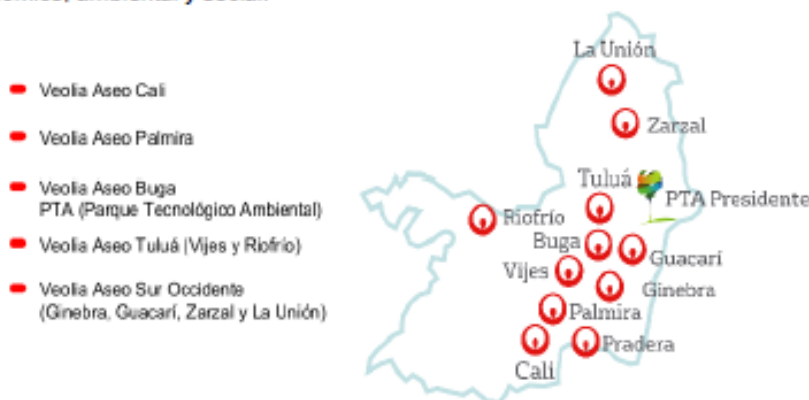 ambiental y social.
Veolia Aseo Cali
Veolia Aseo Palmira
Veolia Aseo Buga
PTA (Parque Tecnológico Ambiental)
Veolia Aseo Tuluá (Vijes y Riofrío)
Veolia Aseo Sur Occidente
(Ginebra, Guacarí, Zarzal y La Unión)
La Unión
Zarzal
Tuluá
PTA Presidente
Riofrío
Buga
Guacarí
Vijes
Ginebra
Palmira
Pradera
Cali